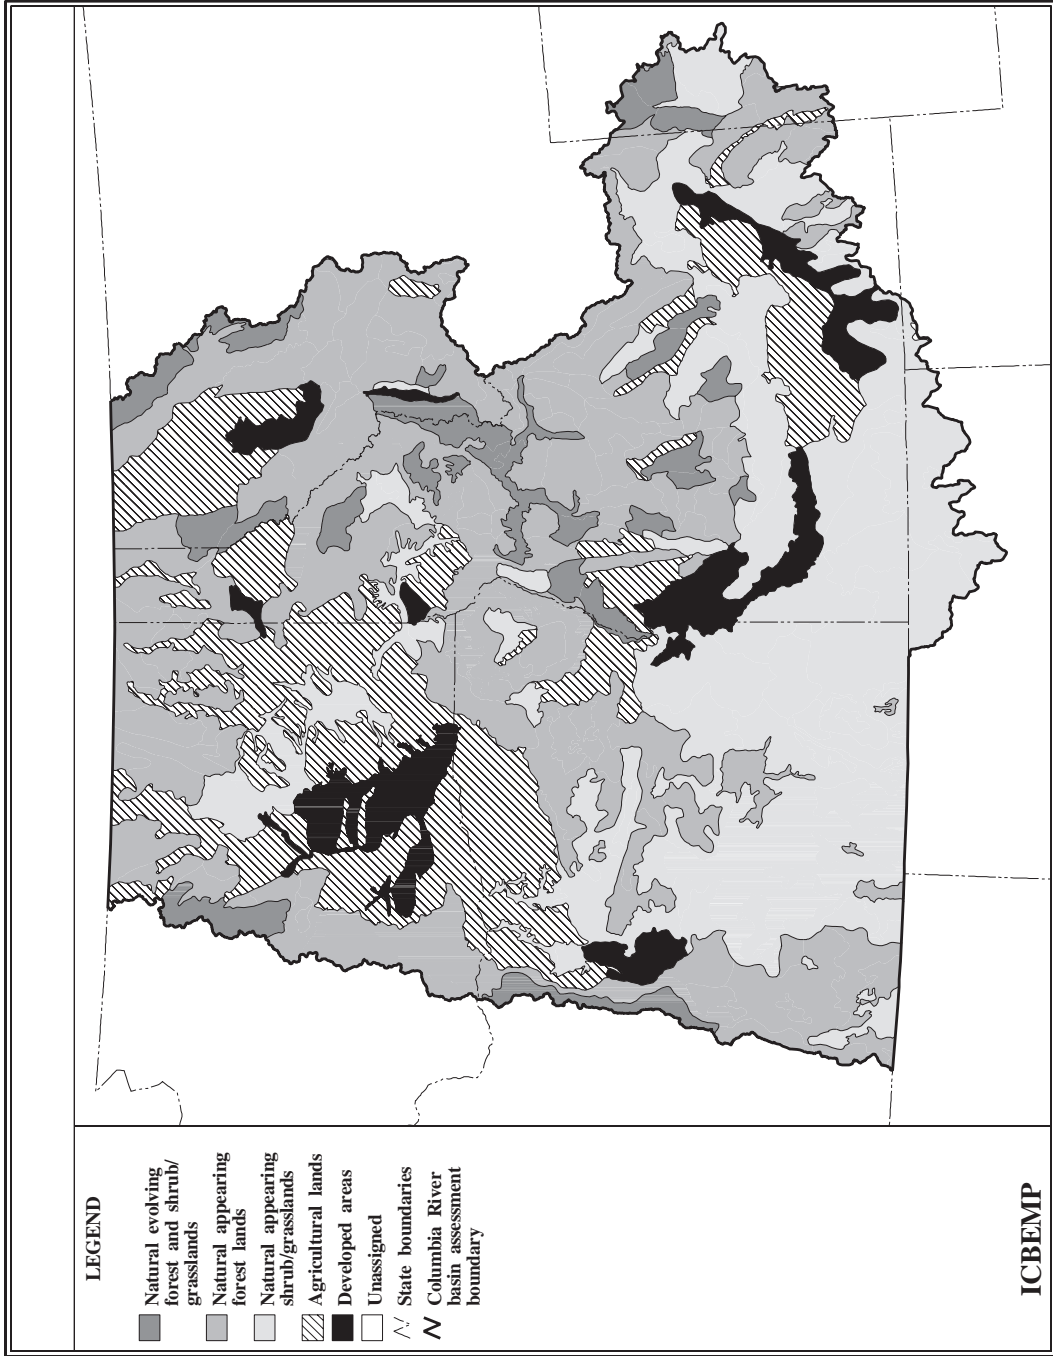 LEGEND
Natural evolving
forest and shrub/
grasslands
Natural appearing
forest lands
Natural appearing
shrub/grasslands
Agricultural lands
Developed areas
Unassigned
State boundaries
Columbia River
basin assessment
boundary
ICBEMP